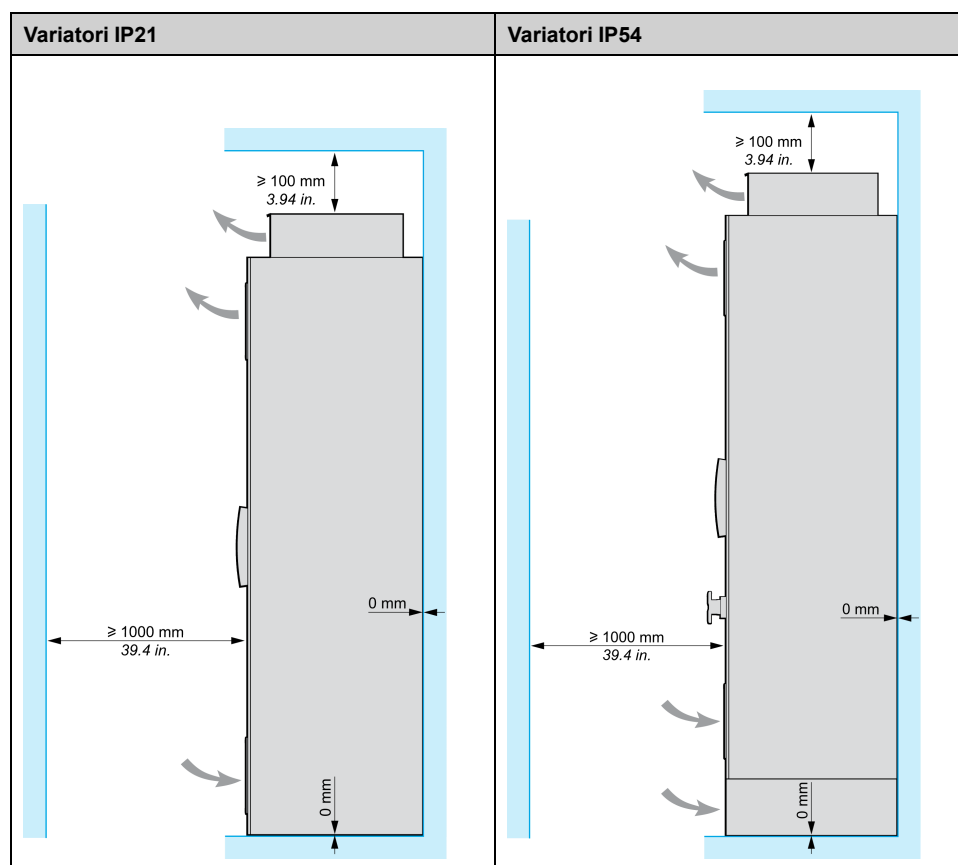 Variatori IP21
Variatori IP54
≥ 100 mm
3.94 in.
0 mm
≥ 1000 mm
39.4 in.
0 mm
≥ 100 mm
3.94 in.
0 mm
≥ 1000 mm
39.4 in.
0 mm